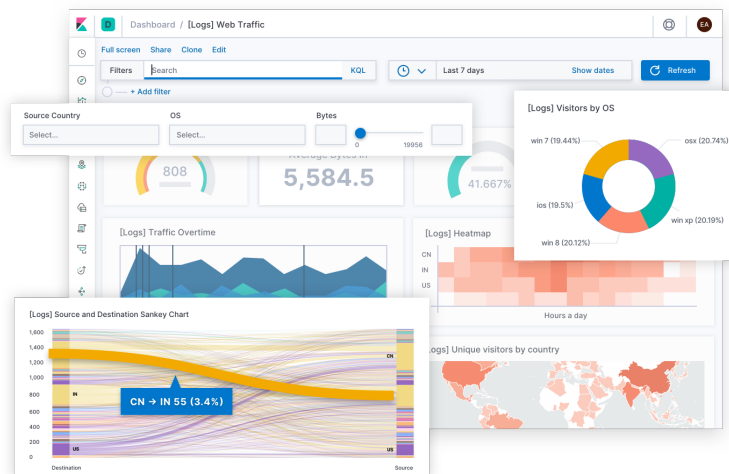 D Dashboard / [Logs] Web Traffic EA
Full screen Share Clone Edit
Filters Search KQL Last 7 days Show dates Refresh
+ Add filter
Source Country OS Bytes
Select... Select... 0 19956
[Logs] Visitors by OS
win 7 (19.44%) osx (20.74%)
ios (19.5%) win xp (20.19%)
win 8 (20.12%)
808
Average Bytes In
5,584.5
41.667%
[Logs] Traffic Overtime
[Logs] Heatmap
CN
IN
US
Hours a day
[Logs] Source and Destination Sankey Chart
1,600
1,400
1,200
1,000
800
600
400
200
0
CN
IN
CN → IN 55 (3.4%)
US US
Destination Source
[Logs] Unique visitors by country